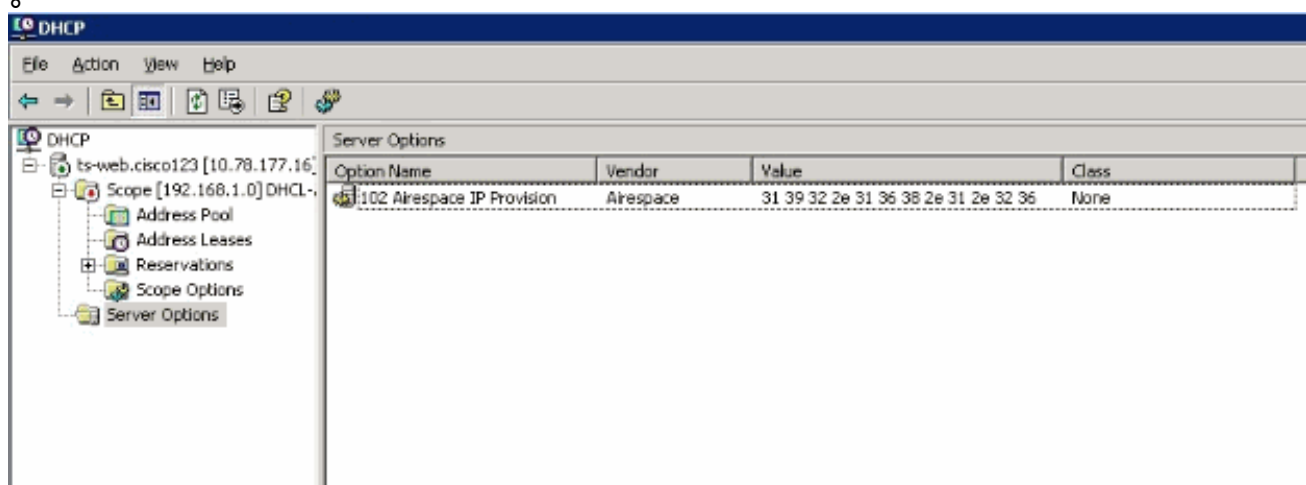 。
DHCP
File Action View Help
DHCP
ts-web.cisco123 [10.78.177.16]
Scope [192.168.1.0] DHCL-
Address Pool
Address Leases
Reservations
Scope Options
Server Options
Server Options
Option Name Vendor Value Class
102 Airespace IP Provision Airespace 31 39 32 2e 31 36 38 2e 31 2e 32 36 None